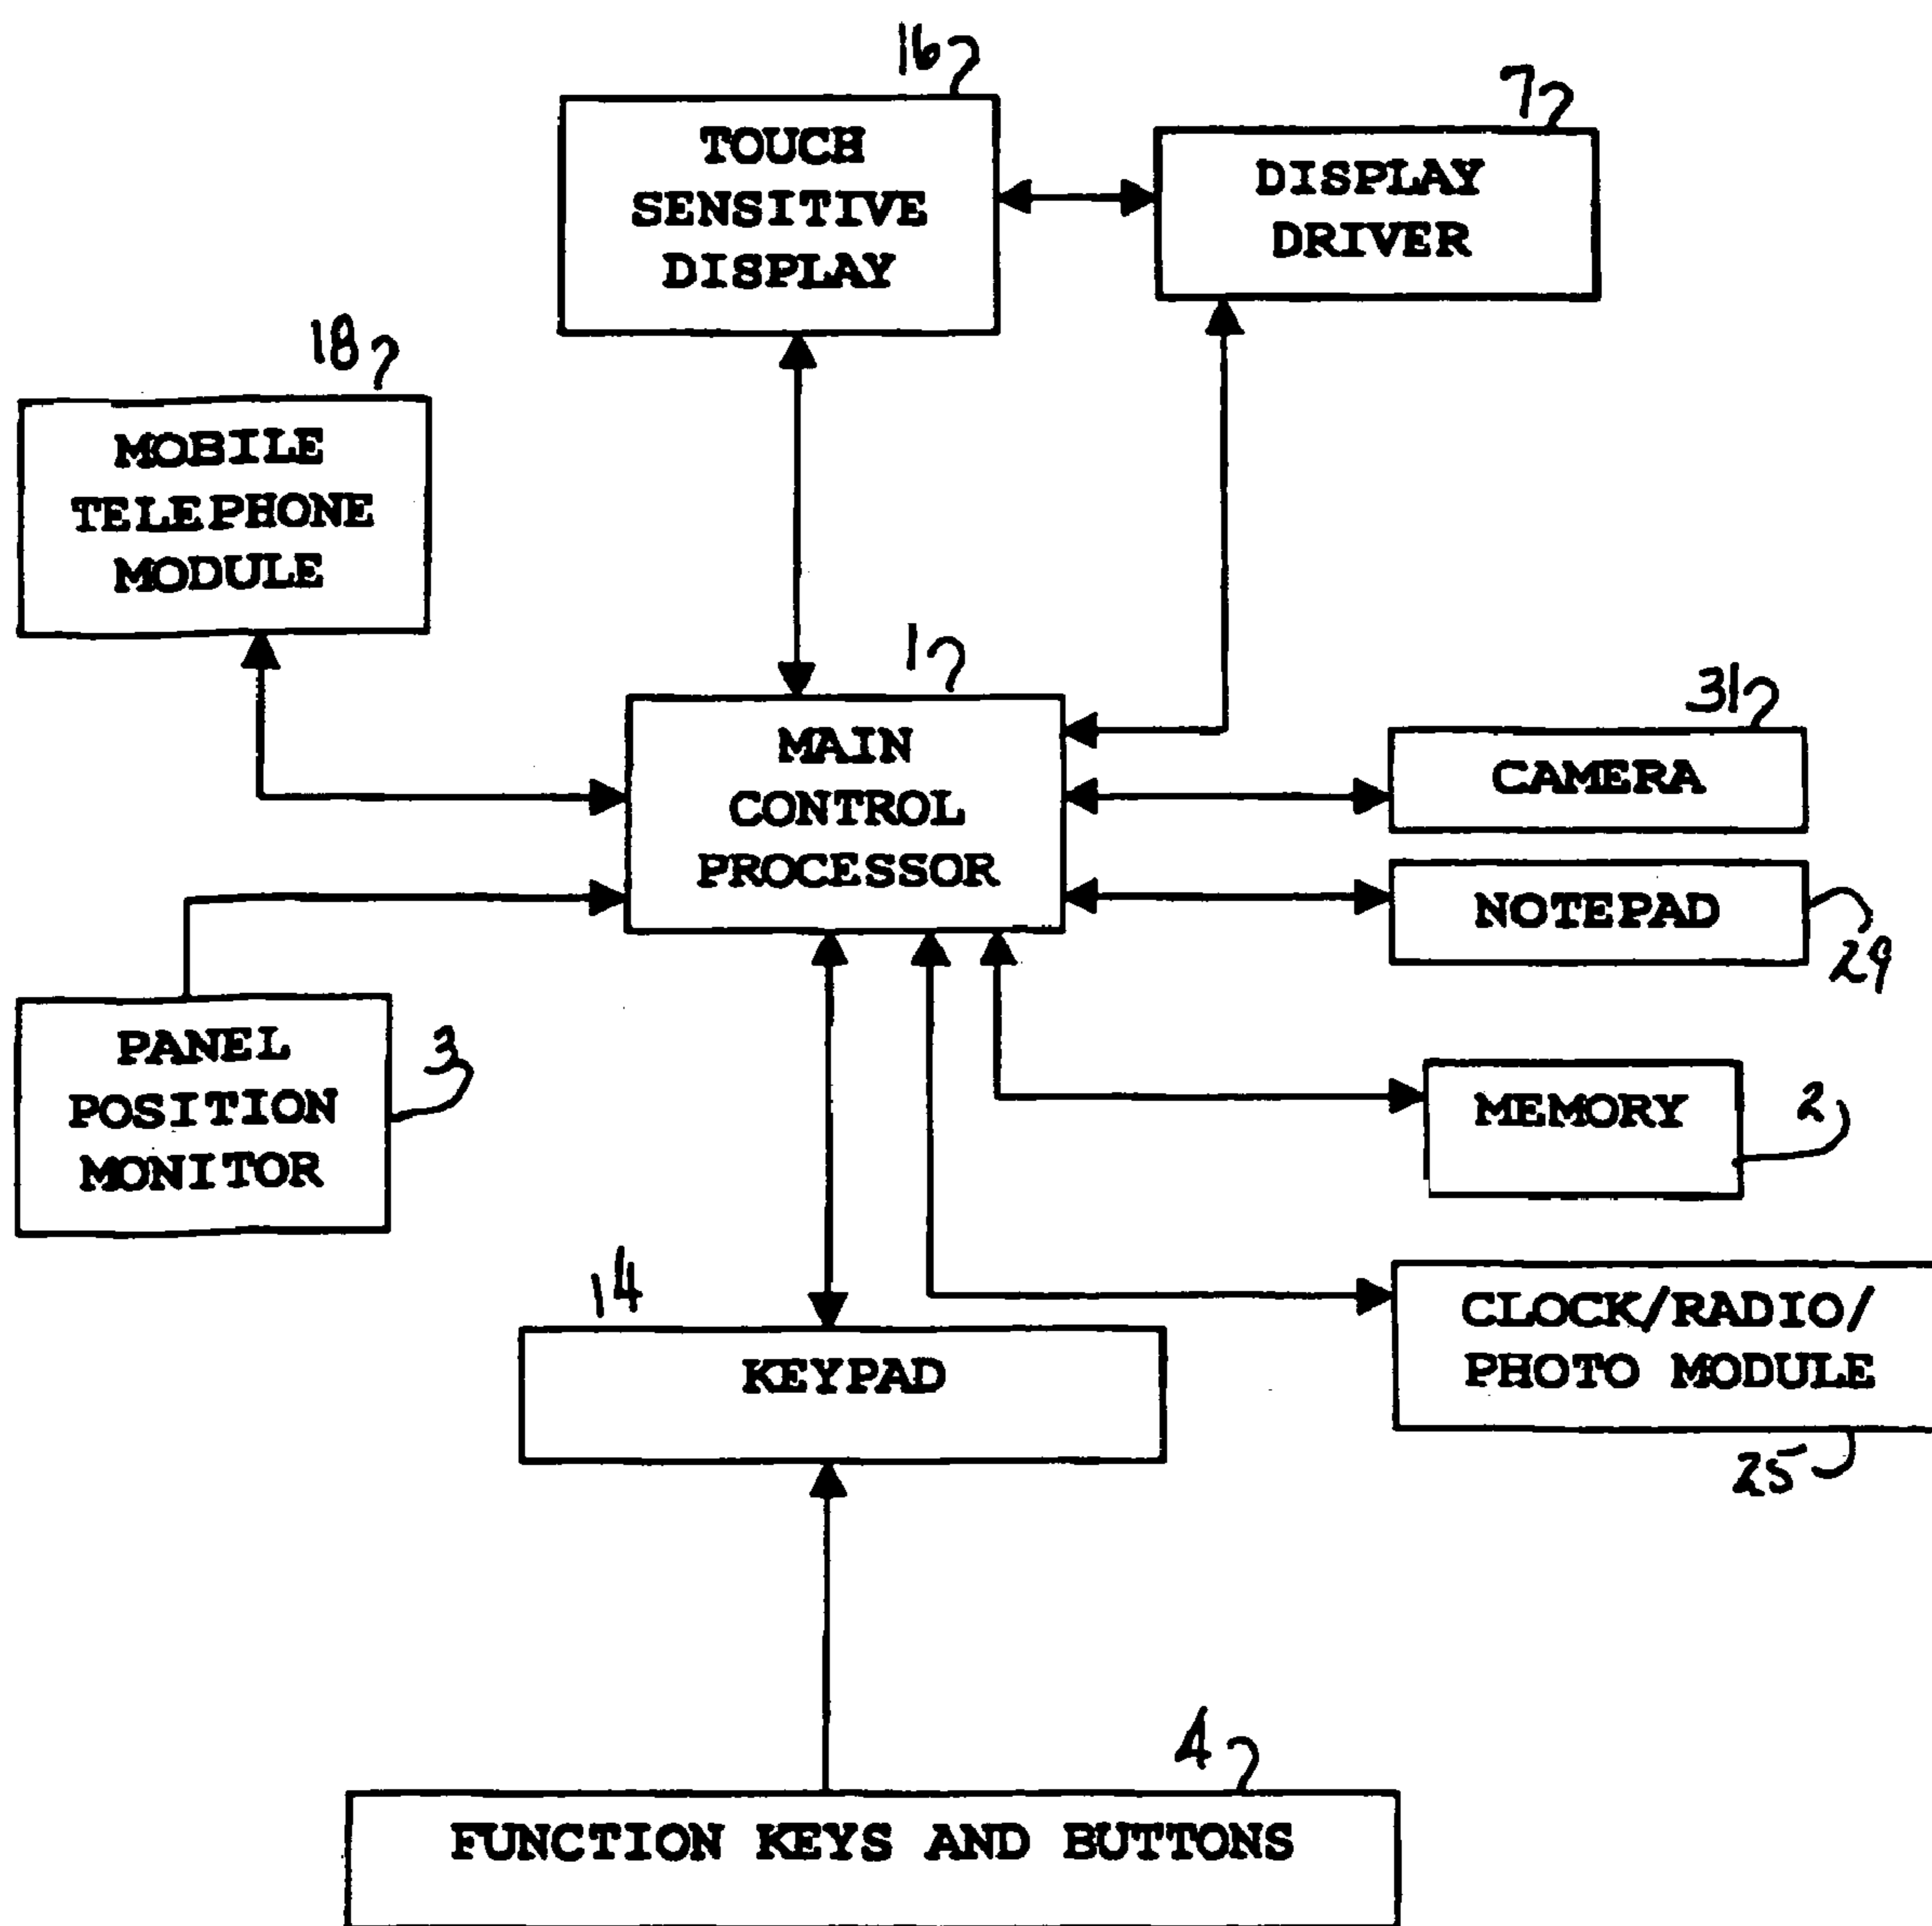 16
TOUCH
SENSITIVE
DISPLAY
7
DISPLAY
DRIVER
18
MOBILE
TELEPHONE
MODULE
1
MAIN
CONTROL
PROCESSOR
31
CAMERA
NOTEPAD
29
PANEL
POSITION
MONITOR
3
MEMORY
2
14
KEYPAD
CLOCK/RADIO/
PHOTO MODULE
25
4
FUNCTION KEYS AND BUTTONS